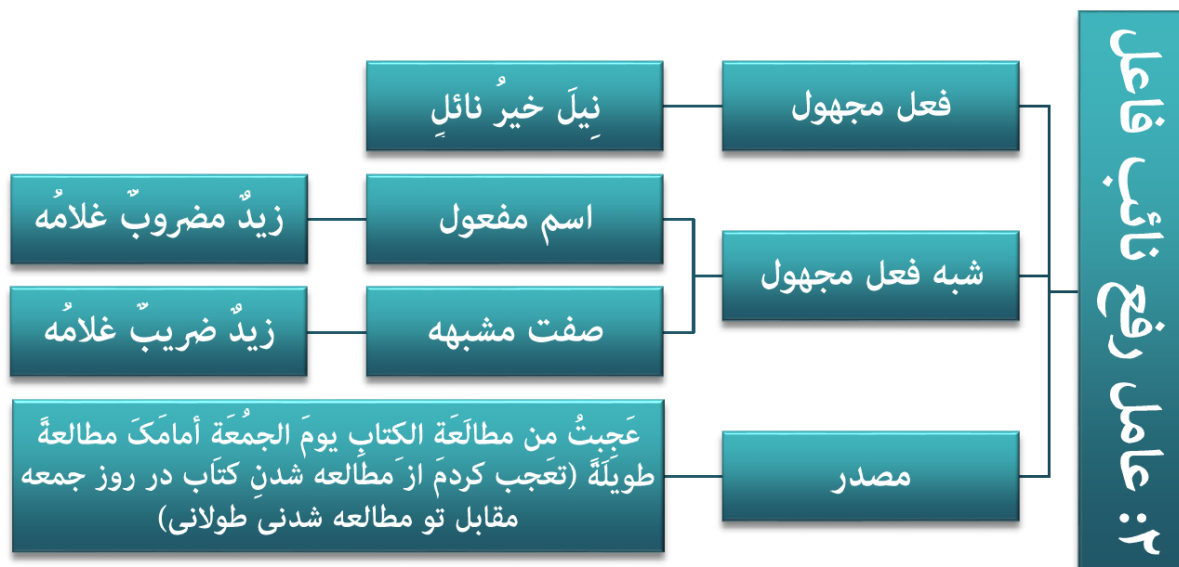 ۲: عامل رفع نائب فاعل
فعل مجهول
نِیلَ خیرُ نائلِ
شبه فعل مجهول
اسم مفعول
زیدٌ مضروبٌ غلامُه
صفت مشبهه
زیدٌ ضریبٌ غلامُه
مصدر
عَجِبتُ من مطالَعَة الکتابِ یومَ الجمُعَة أمامَکَ مطالعةً
طویلَةً (تعَجب کردمَ از مطالعه شدنِ کتاب در روز جمعه
مقابل تو مطالعه شدنی طولانی)